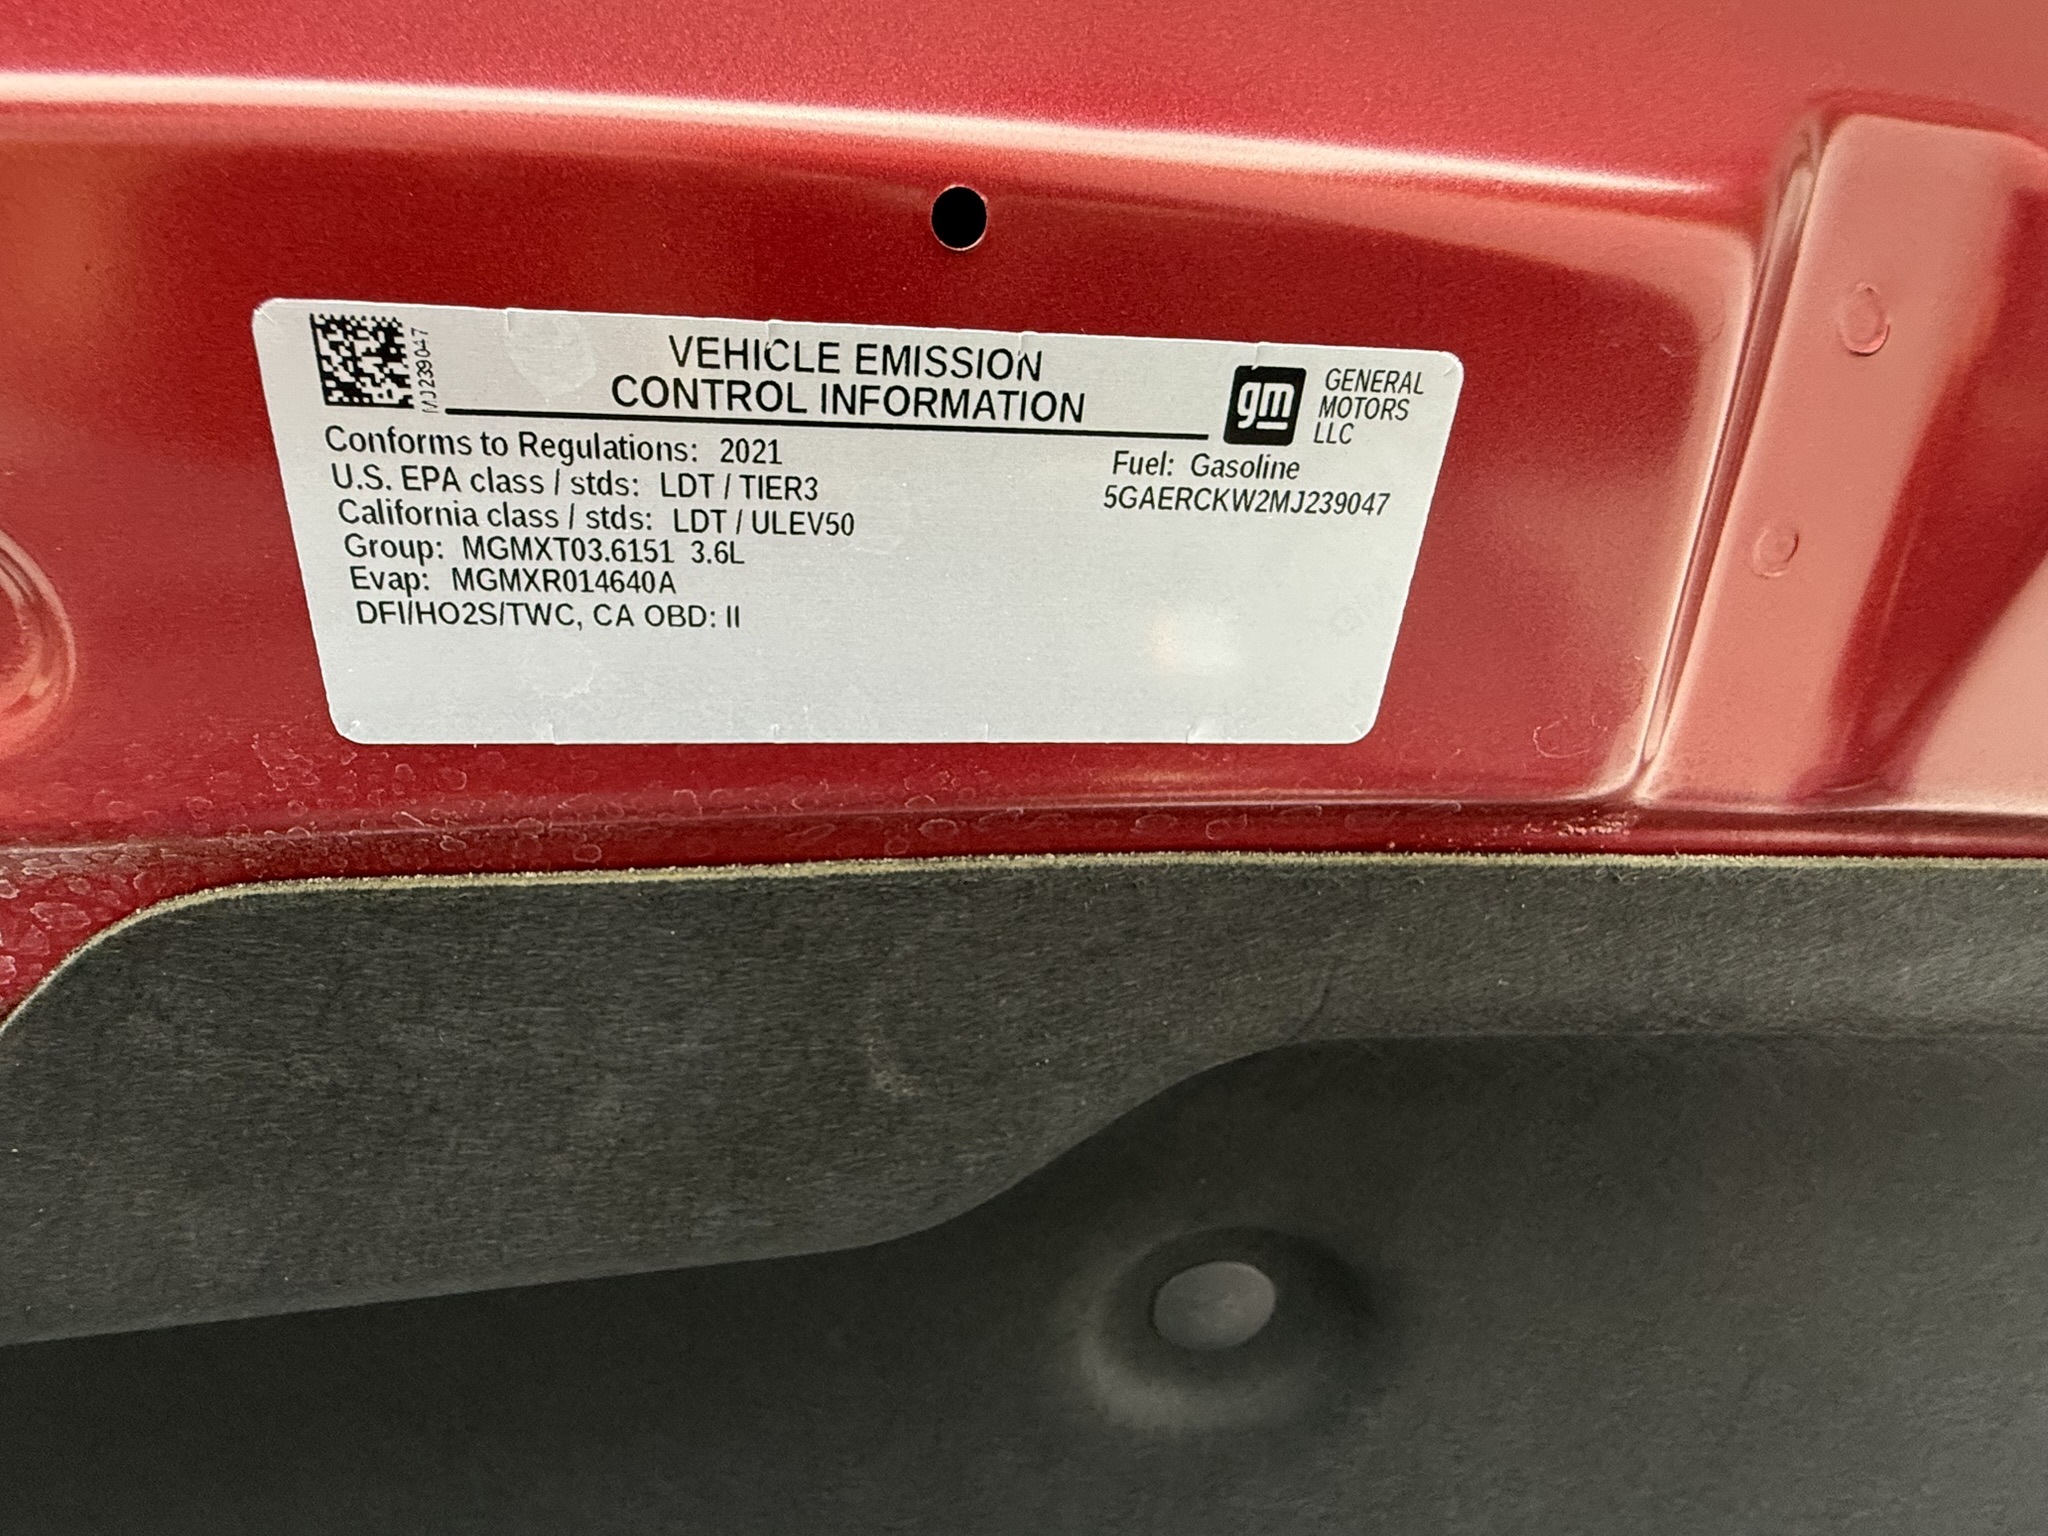 MJ239047
VEHICLE EMISSION
CONTROL INFORMATION
gm
GENERAL
MOTORS
LLC
Conforms to Regulations: 2021
U.S. EPA class / stds: LDT / TIER3
California class / stds: LDT / ULEV50
Group: MGMXT03.6151 3.6L
Evap: MGMXR014640A
DFI/HO2S/TWC, CA OBD: II
Fuel: Gasoline
5GAERCKW2MJ239047